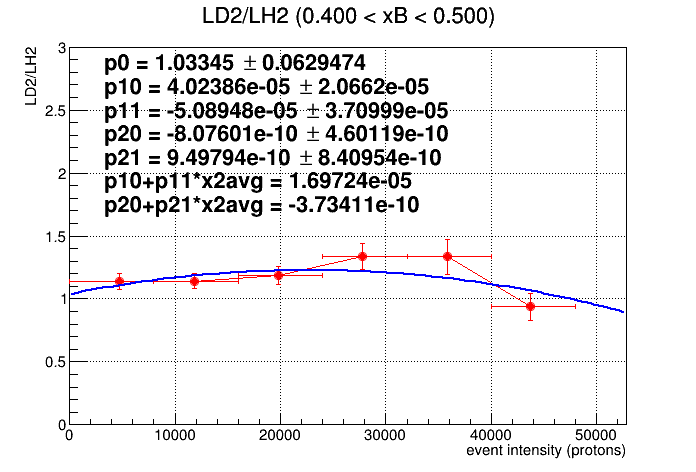 LD2/LH2 (0.400 < xB < 0.500)
LD2/LH2
3
2.5
2
1.5
1
0.5
0
p0 = 1.03345 ± 0.0629474
p10 = 4.02386e-05 ± 2.0662e-05
p11 = -5.08948e-05 ± 3.70999e-05
p20 = -8.07601e-10 ± 4.60119e-10
p21 = 9.49794e-10 ± 8.40954e-10
p10+p11*x2avg = 1.69724e-05
p20+p21*x2avg = -3.73411e-10
0 10000 20000 30000 40000 50000
event intensity (protons)